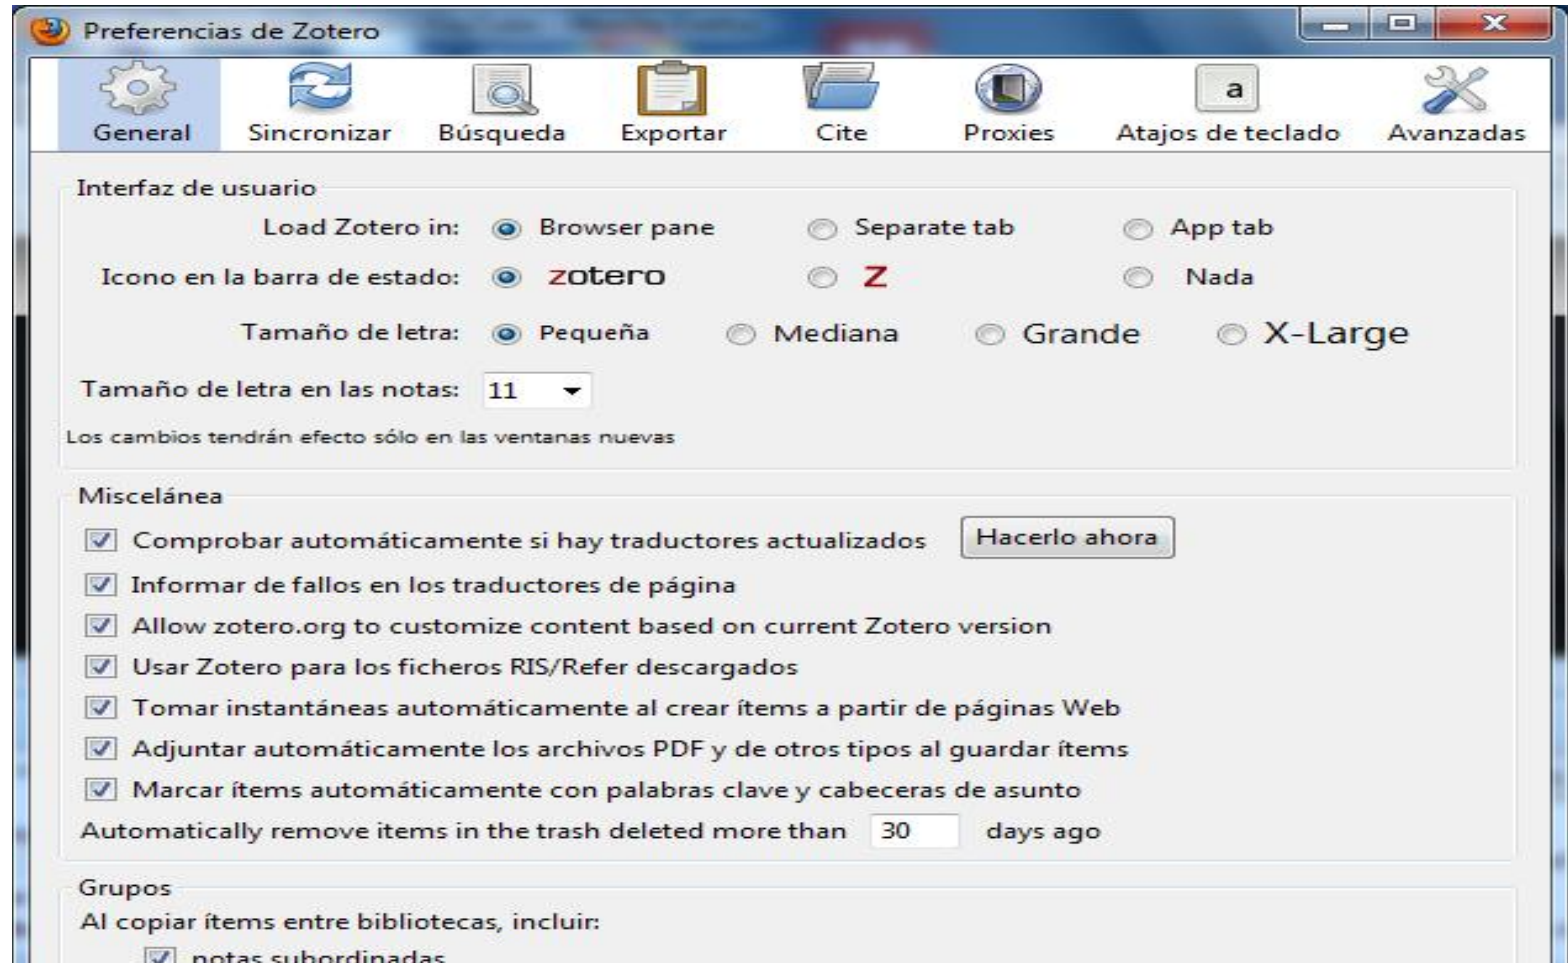 Preferencias de Zotero
General Sincronizar Búsqueda Exportar Cite Proxies a Atajos de teclado Avanzadas
Interfaz de usuario
Load Zotero in: Browser pane Separate tab App tab
Icono en la barra de estado: zotero Z Nada
Tamaño de letra: Pequeña Mediana Grande X-Large
Tamaño de letra en las notas: 11
Los cambios tendrán efecto sólo en las ventanas nuevas
Miscelánea
Comprobar automáticamente si hay traductores actualizados Hacerlo ahora
Informar de fallos en los traductores de página
Allow zotero.org to customize content based on current Zotero version
Usar Zotero para los ficheros RIS/Refer descargados
Tomar instantáneas automáticamente al crear ítems a partir de páginas Web
Adjuntar automáticamente los archivos PDF y de otros tipos al guardar ítems
Marcar ítems automáticamente con palabras clave y cabeceras de asunto
Automatically remove items in the trash deleted more than 30 days ago
Grupos
Al copiar ítems entre bibliotecas, incluir:
notas subordinadas